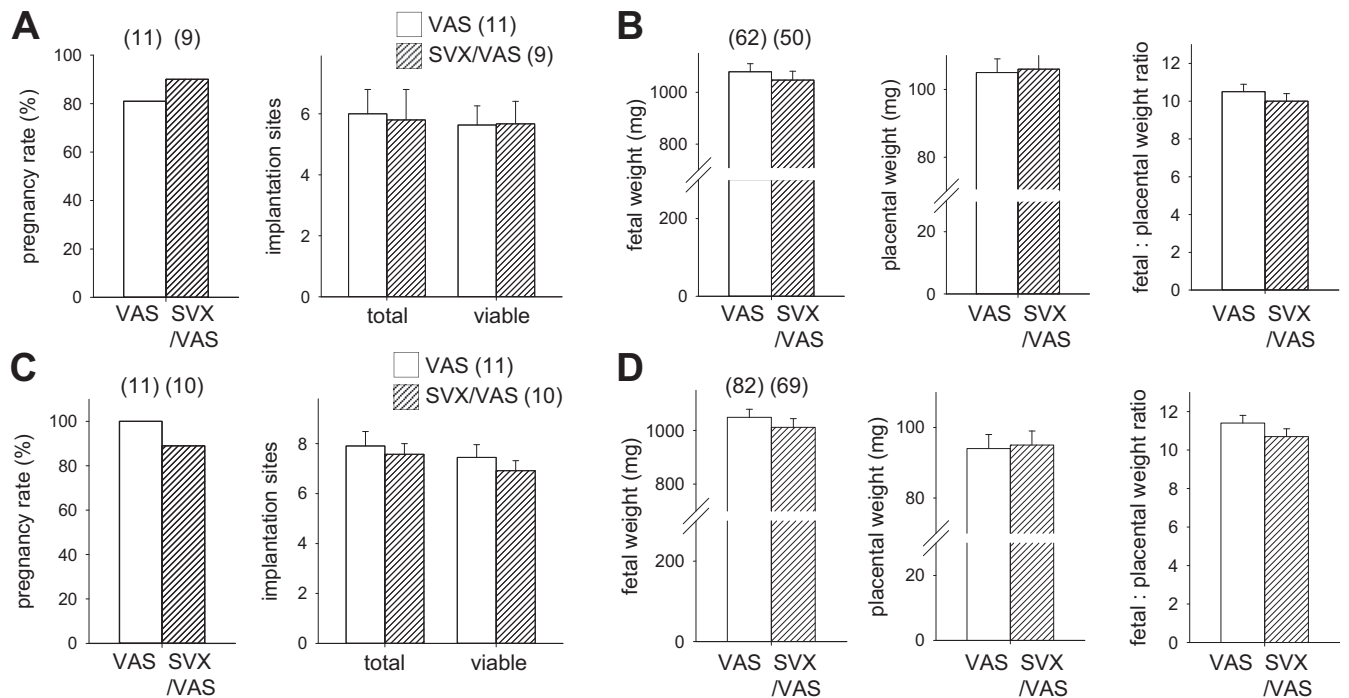 A
(11) (9)
pregnancy rate (%)
100
80
60
40
20
0
VAS SVX
/VAS
VAS (11)
SVX/VAS (9)
implantation sites
6
4
2
0
total viable
B
(62) (50)
fetal weight (mg)
1000
800
200
0
VAS SVX
/VAS
placental weight (mg)
100
80
20
0
VAS SVX
/VAS
fetal : placental weight ratio
12
10
8
6
4
2
0
VAS SVX
/VAS
C
(11) (10)
pregnancy rate (%)
100
80
60
40
20
0
VAS SVX
/VAS
VAS (11)
SVX/VAS (10)
implantation sites
8
6
4
2
0
total viable
D
(82) (69)
fetal weight (mg)
1000
800
200
0
VAS SVX
/VAS
placental weight (mg)
100
80
20
0
VAS SVX
/VAS
fetal : placental weight ratio
12
10
8
6
4
2
0
VAS SVX
/VAS